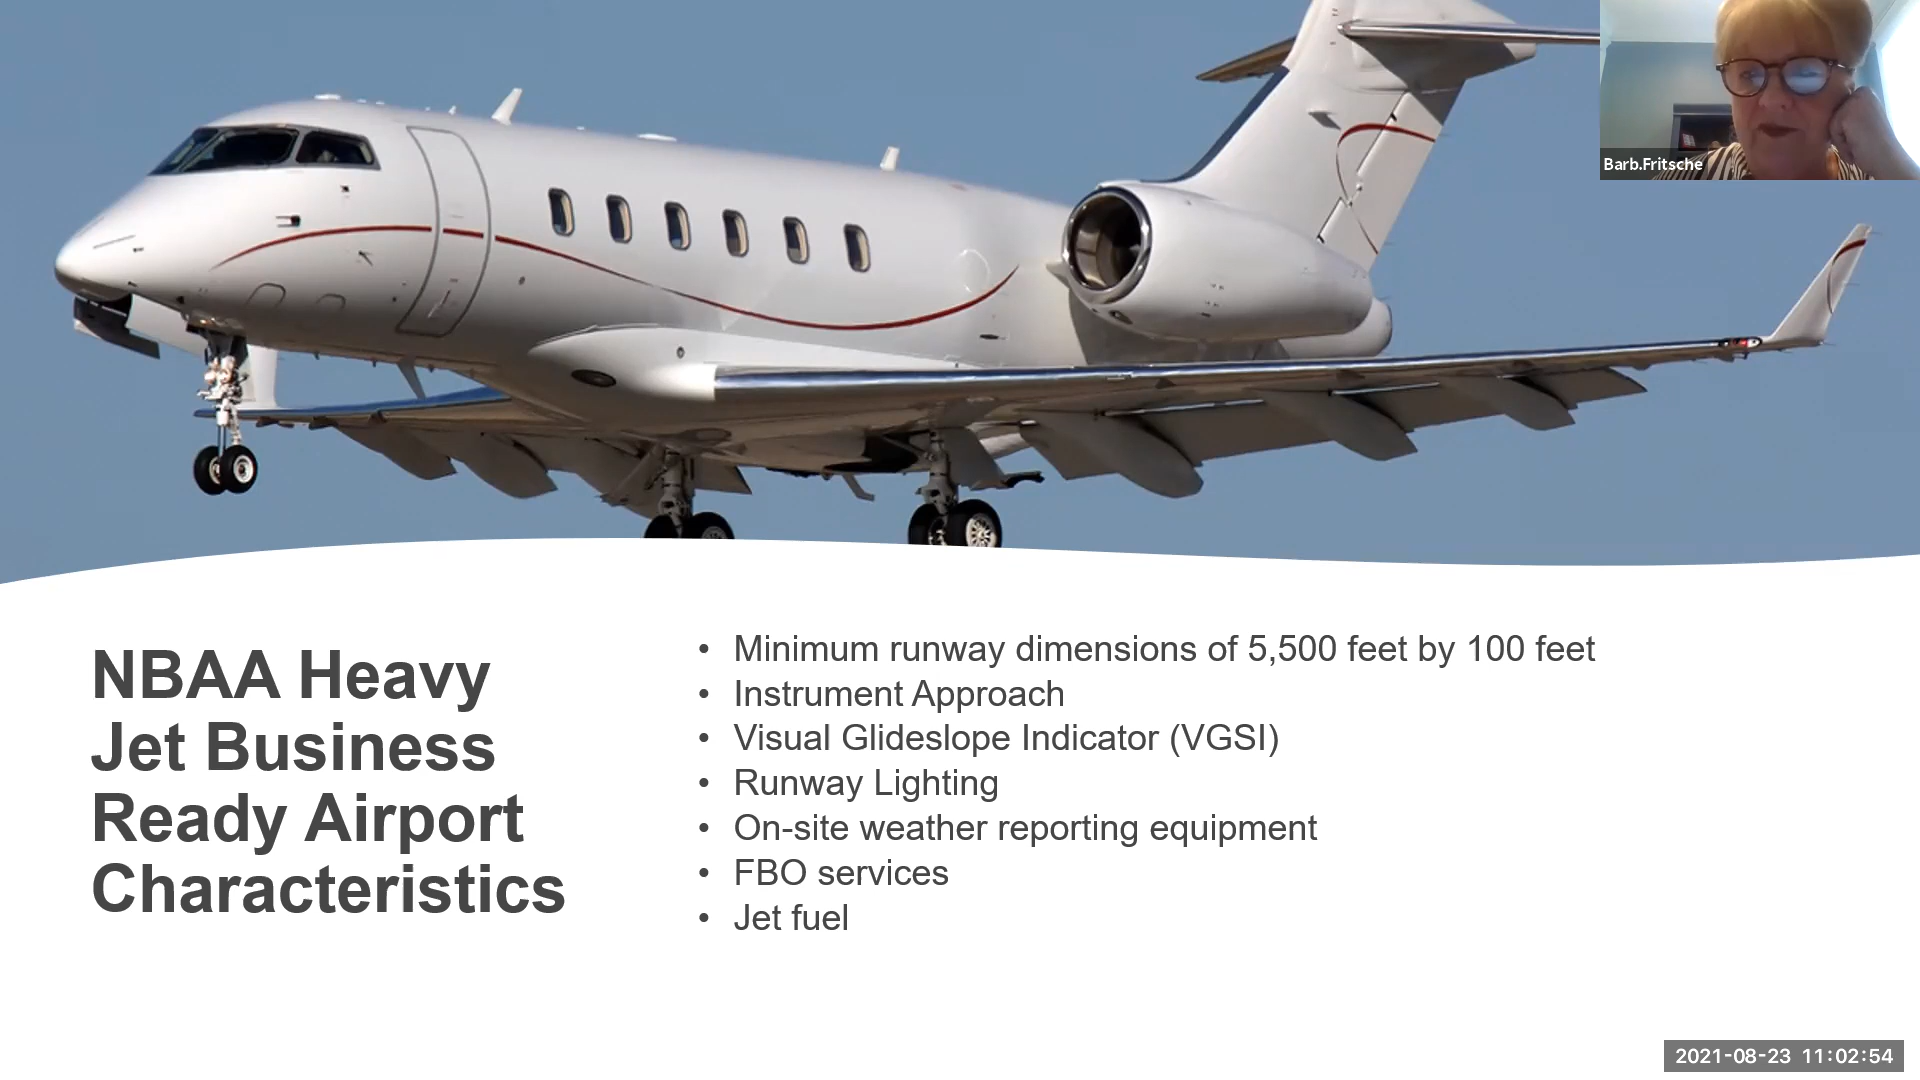 Barb.Fritsche
NBAA Heavy
Jet Business
Ready Airport
Characteristics
• Minimum runway dimensions of 5,500 feet by 100 feet
• Instrument Approach
• Visual Glideslope Indicator (VGSI)
• Runway Lighting
• On-site weather reporting equipment
• FBO services
• Jet fuel
2021-08-23 11:02:54